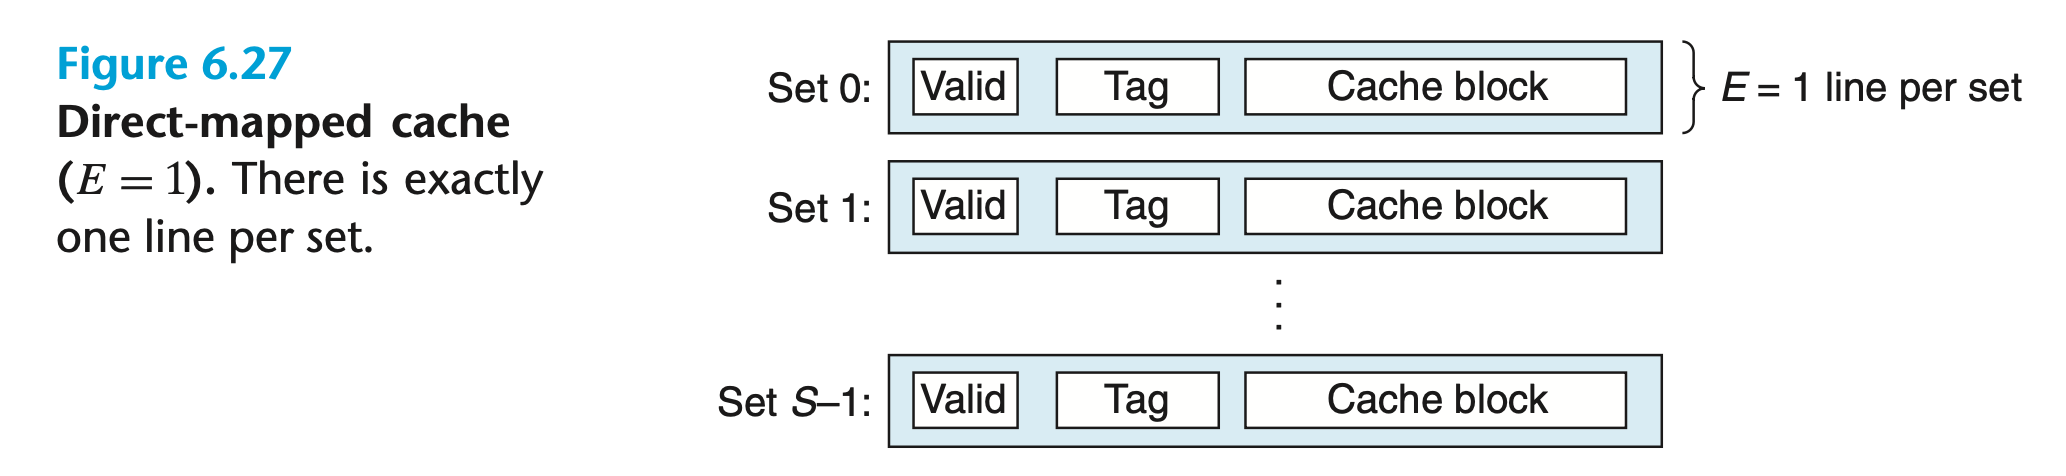 Figure 6.27
Direct-mapped cache
(E = 1). There is exactly
one line per set.
Set 0: Valid Tag Cache block E = 1 line per set
Set 1: Valid Tag Cache block
Set S–1: Valid Tag Cache block